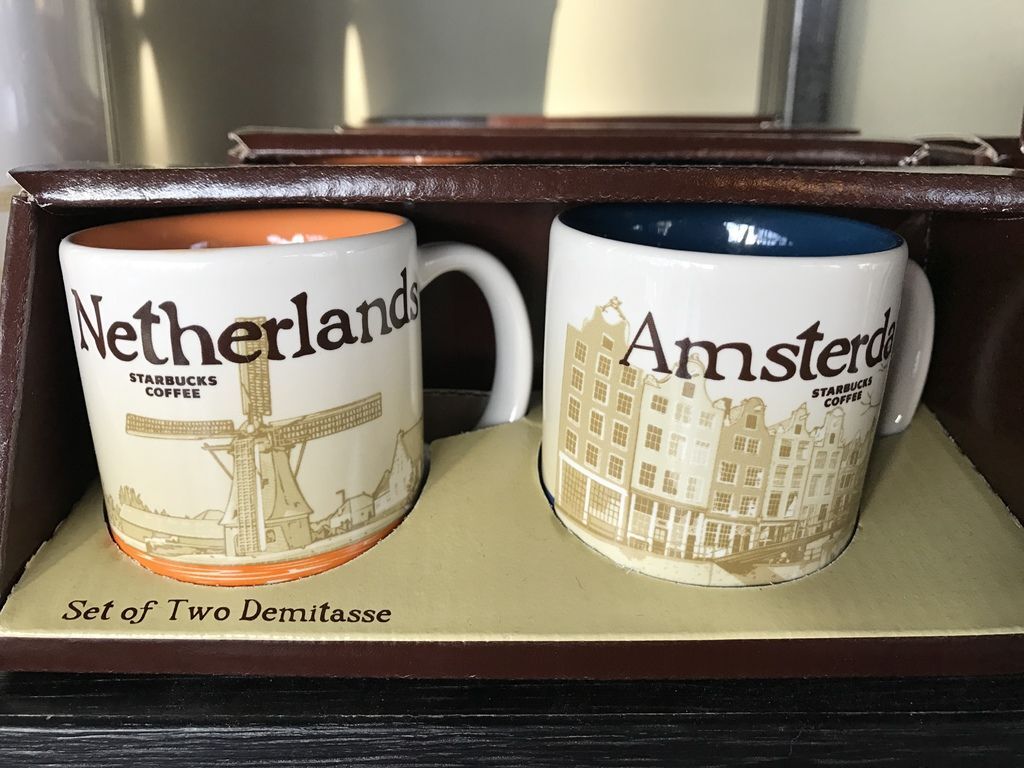 Netherlands
STARBUCKS
COFFEE
Amsterda
STARBUCKS
COFFEE
Set of Two Demitasse